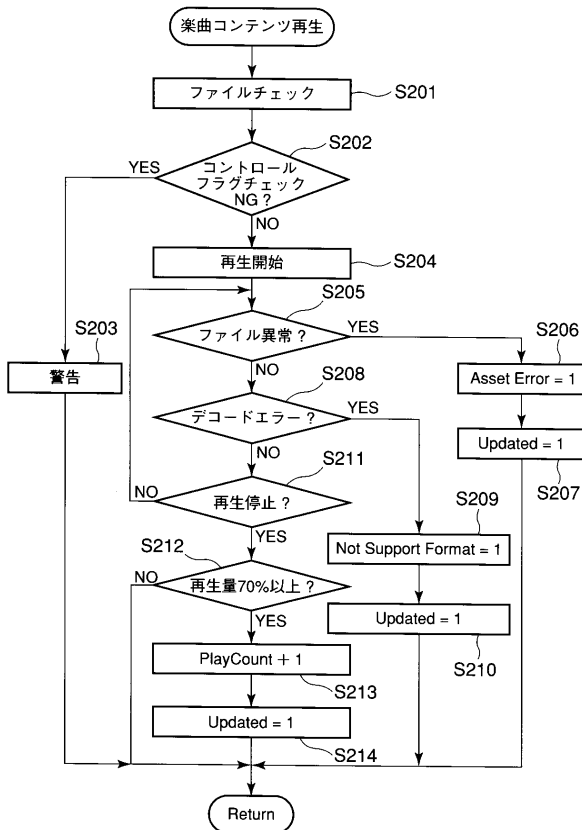 楽曲コンテンツ再生
ファイルチェック
S201
S202
YES
コントロール
フラグチェック
NG？
NO
再生開始
S204
S205
S203
ファイル異常？
YES
S206
警告
NO
S208
Asset Error = 1
デコードエラー？
YES
Updated = 1
NO
S211
S207
NO
再生停止？
S209
YES
S212
Not Support Format = 1
NO
再生量70%以上？
YES
Updated = 1
PlayCount + 1
S210
S213
Updated = 1
S214
Return